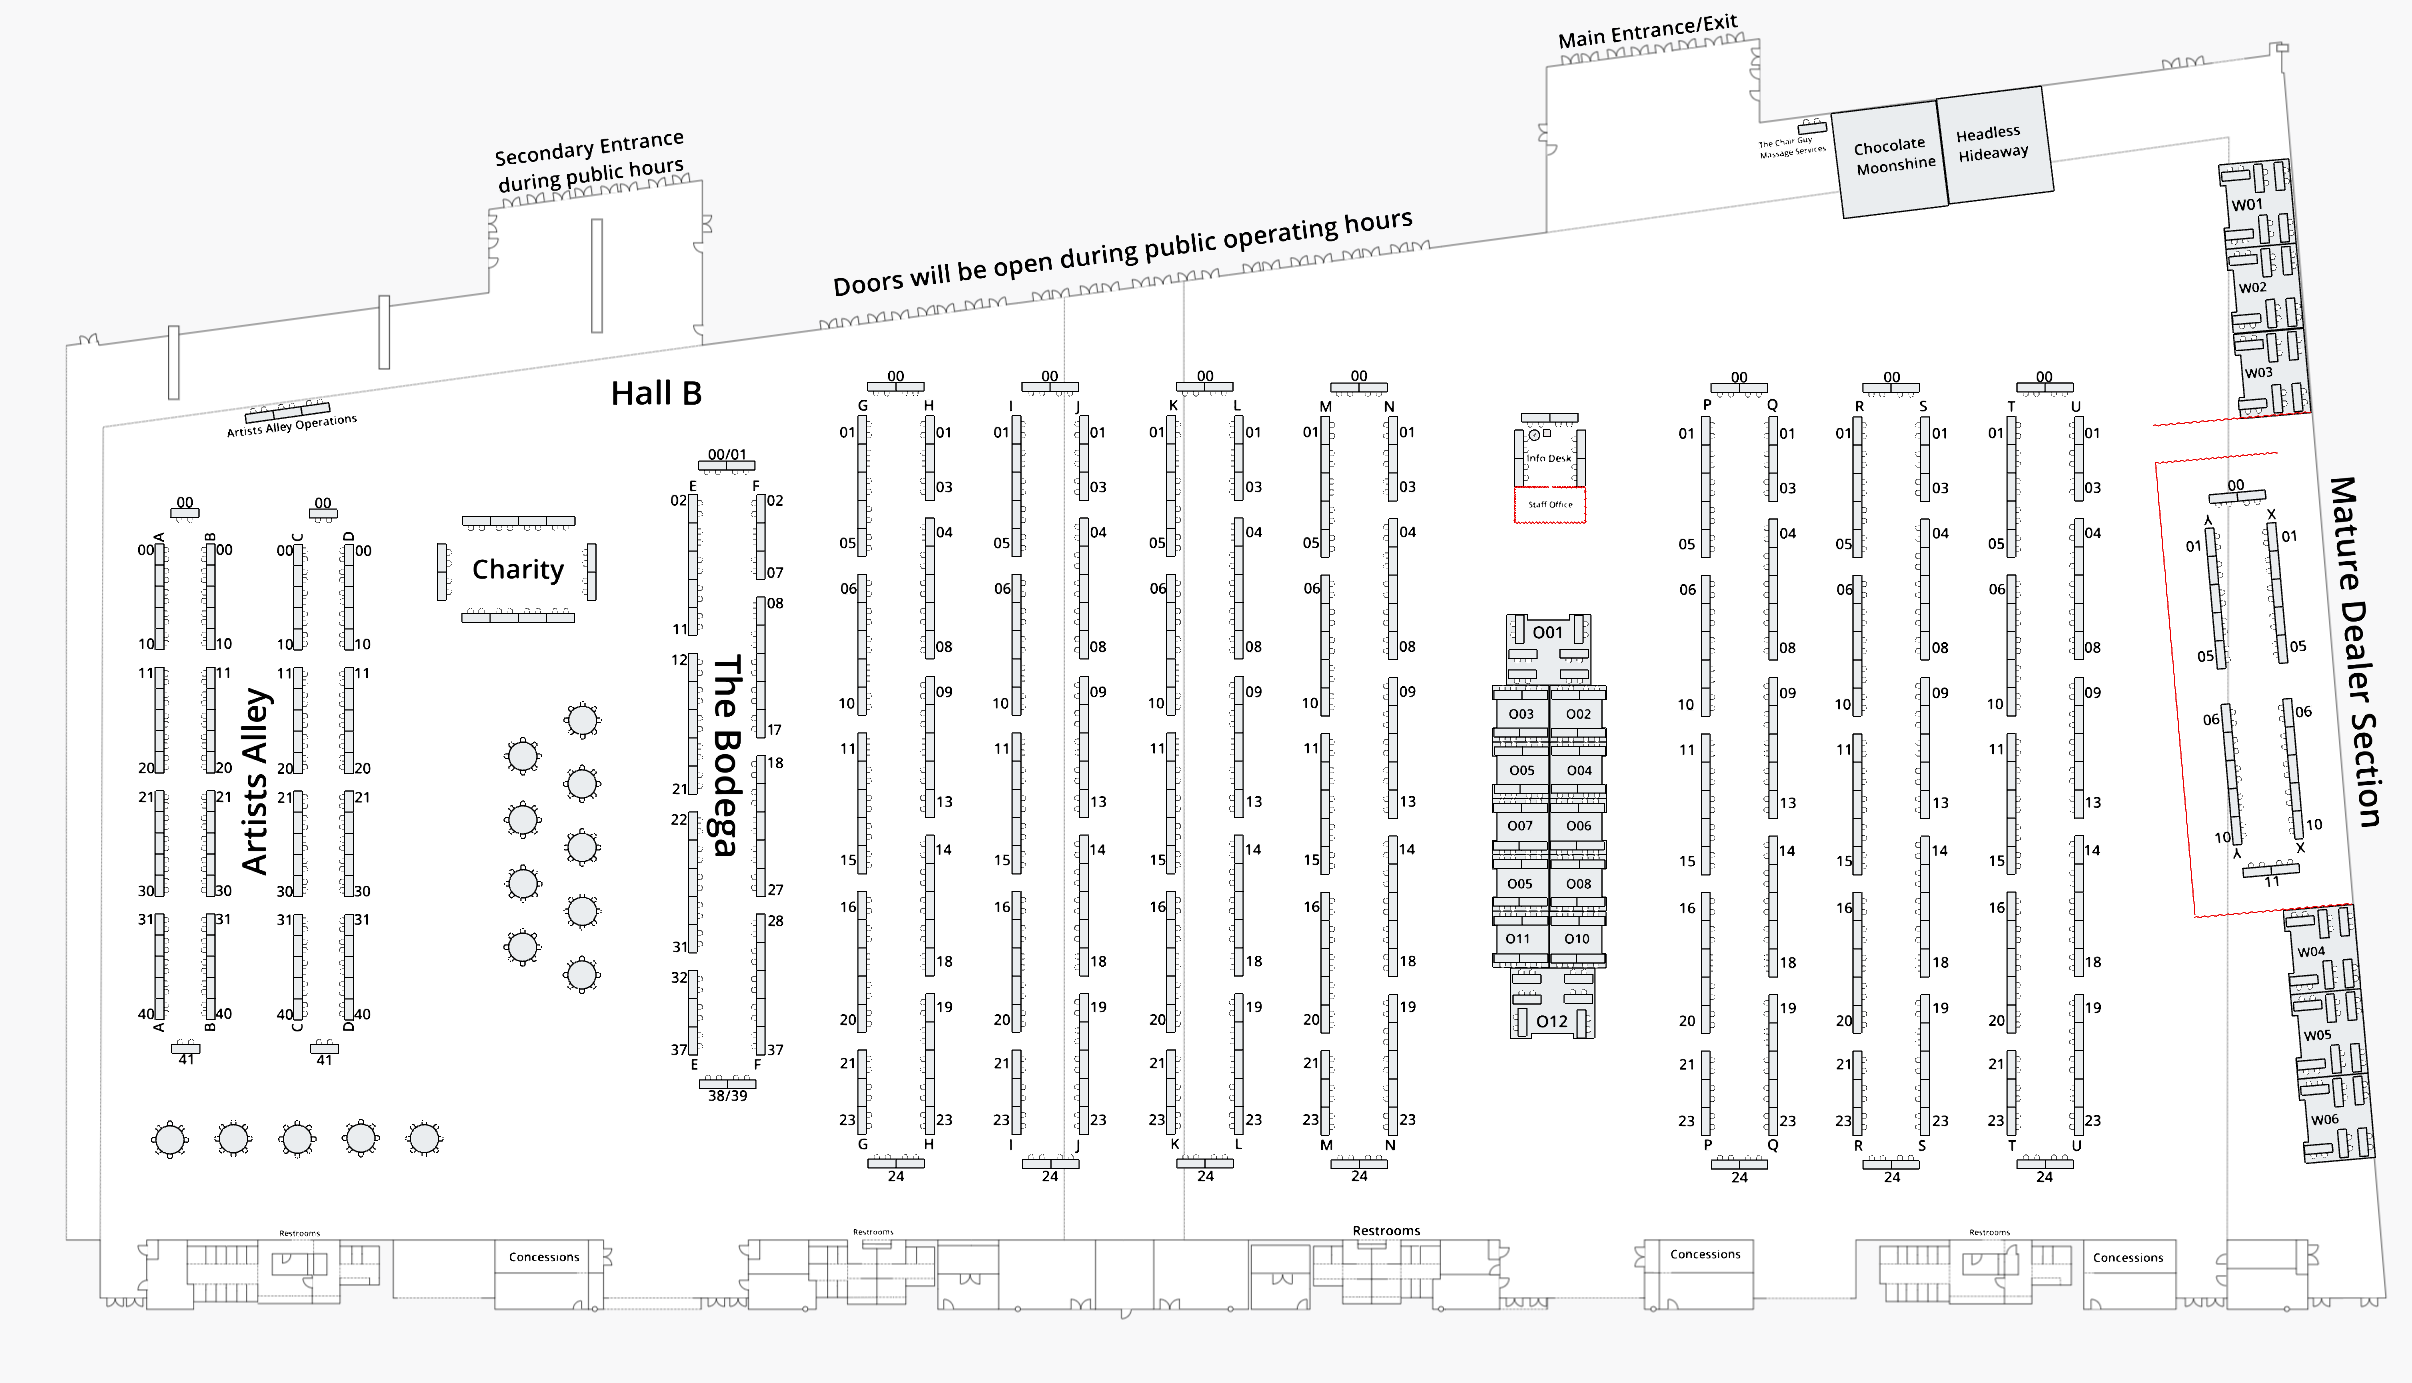 Main Entrance/Exit
Secondary Entrance
during public hours
The Chair Guy
Massage Services
Chocolate
Moonshine
Headless
Hideaway
Doors will be open during public operating hours
Hall B
Artists Alley Operations
W01
W02
W03
00
00
A
B
C
D
00
00
00
00
10
10
10
10
11
11
11
11
20
20
20
20
21
21
21
21
30
30
30
30
31
31
31
31
40
40
40
40
A
B
C
D
41
41
Artists Alley
Charity
00/01
E
F
02
02
07
11
08
12
17
21
18
22
27
31
28
32
37
37
E
F
38/39
The Bodega
00
G
H
01
01
03
05
04
06
08
10
09
11
13
15
14
16
18
20
19
21
23
23
G
H
24
00
I
J
01
01
03
05
04
06
08
10
09
11
13
15
14
16
18
20
19
21
23
23
I
J
24
00
K
L
01
01
03
05
04
06
08
10
09
11
13
15
14
16
18
20
19
21
23
23
K
L
24
00
M
N
01
01
03
05
04
06
08
10
09
11
13
15
14
16
18
20
19
21
23
23
M
N
24
Info Desk
Staff Office
O01
O03
O02
O05
O04
O07
O06
O05
O08
O11
O10
O12
00
P
Q
01
01
03
05
04
06
08
10
09
11
13
15
14
16
18
20
19
21
23
23
P
Q
24
00
R
S
01
01
03
05
04
06
08
10
09
11
13
15
14
16
18
20
19
21
23
23
R
S
24
00
T
U
01
01
03
05
04
06
08
10
09
11
13
15
14
16
18
20
19
21
23
23
T
U
24
00
Y
X
01
01
05
05
06
06
10
10
Y
X
11
Mature Dealer Section
W04
W05
W06
Restrooms
Concessions
Restrooms
Restrooms
Concessions
Restrooms
Concessions